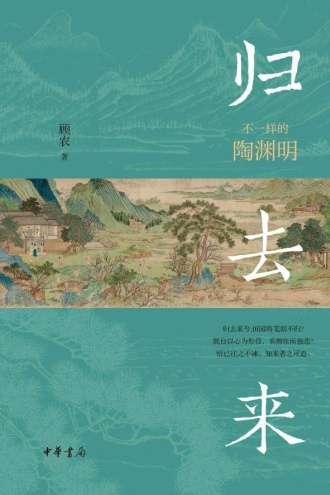 归去来
不一样的
陶渊明
顾农 著
归去来兮,田园将芜胡不归!
既自以心为形役,奚惆怅而独悲?
悟已往之不谏,知来者之可追。
中華書局